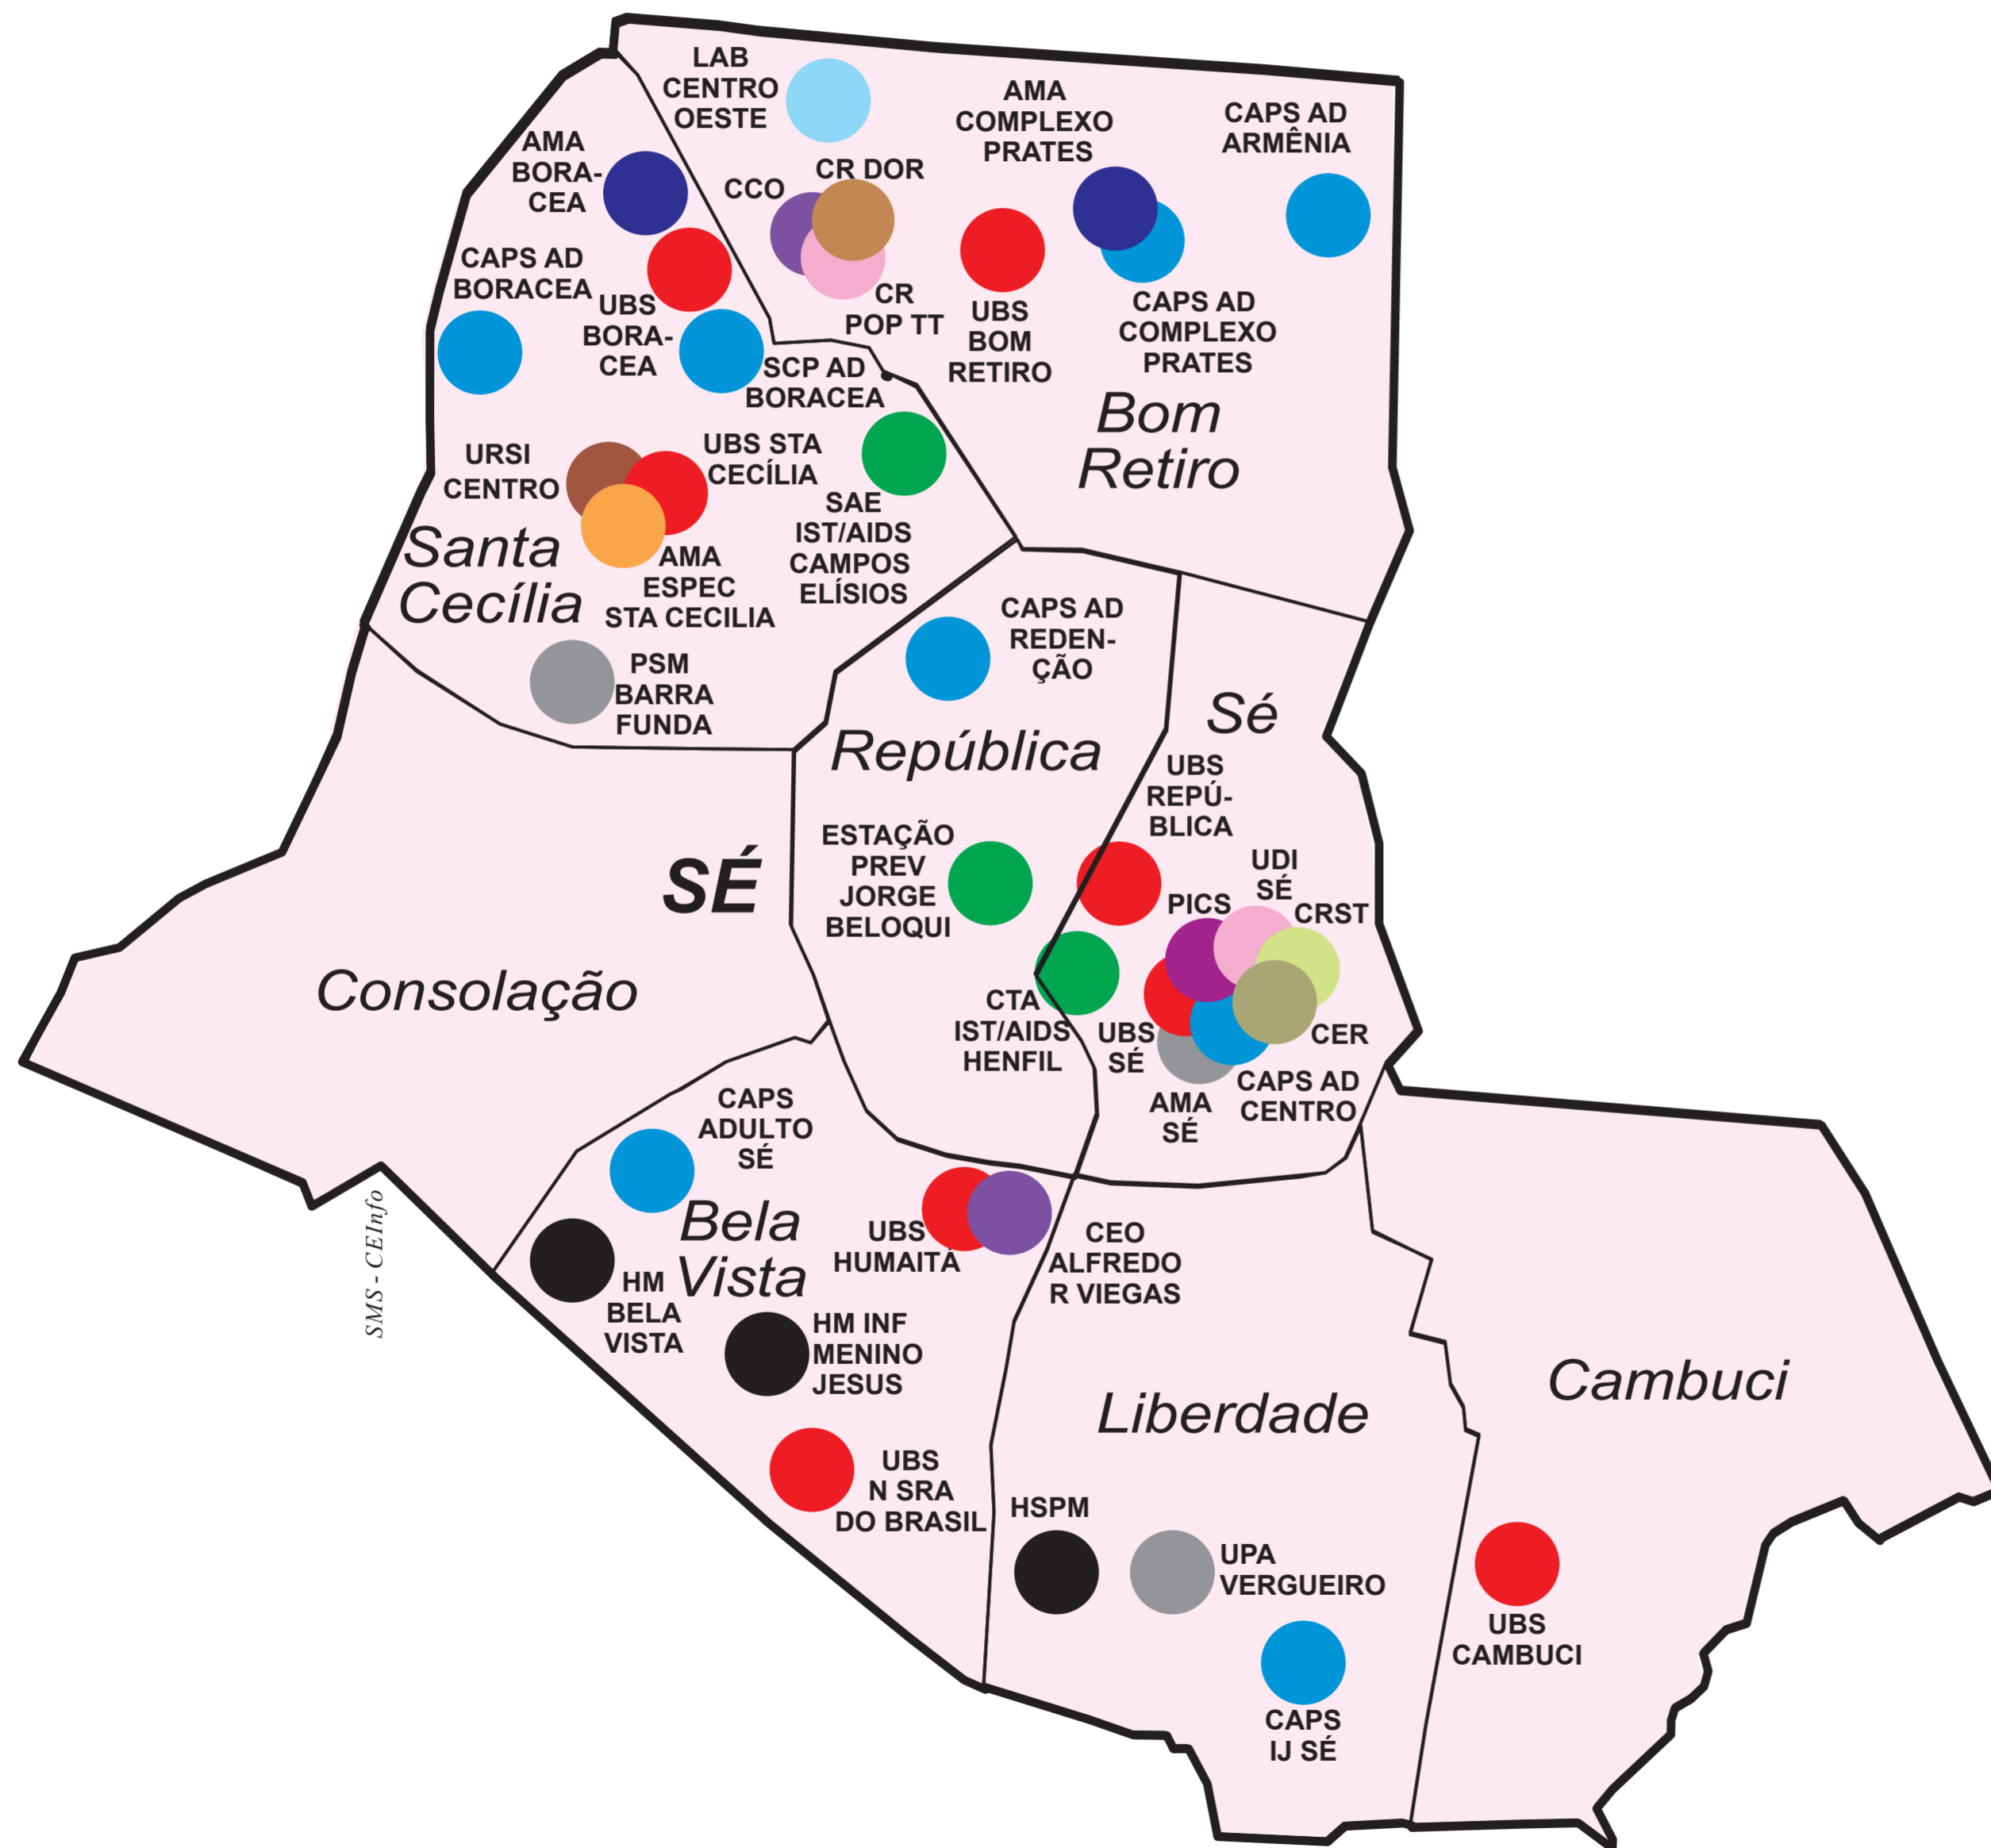 LAB
CENTRO
OESTE
AMA
COMPLEXO
PRATES
CAPS AD
ARMÊNIA
AMA
BORA-
CEA
CCO
CR DOR
CR
POP TT
UBS
BOM
RETIRO
CAPS AD
COMPLEXO
PRATES
CAPS AD
BORACEA
UBS
BORA-
CEA
SCP AD
BORACEA
Bom
Retiro
URSI
CENTRO
UBS STA
CECÍLIA
SAE
IST/AIDS
CAMPOS
ELÍSIOS
Santa
Cecília
AMA
ESPEC
STA CECILIA
PSM
BARRA
FUNDA
CAPS AD
REDEN-
ÇÃO
República
Sé
UBS
REPÚ-
BLICA
ESTAÇÃO
PREV
JORGE
BELOQUI
SÉ
UDI
SÉ
PICS
CRST
Consolação
CTA
IST/AIDS
HENFIL
UBS
SÉ
CER
AMA
SÉ
CAPS AD
CENTRO
CAPS
ADULTO
SÉ
Bela
Vista
UBS
HUMAITÁ
CEO
ALFREDO
R VIEGAS
SMS - CEInfo
HM
BELA
VISTA
HM INF
MENINO
JESUS
Cambuci
Liberdade
UBS
N SRA
DO BRASIL
HSPM
UPA
VERGUEIRO
UBS
CAMBUCI
CAPS
IJ SÉ